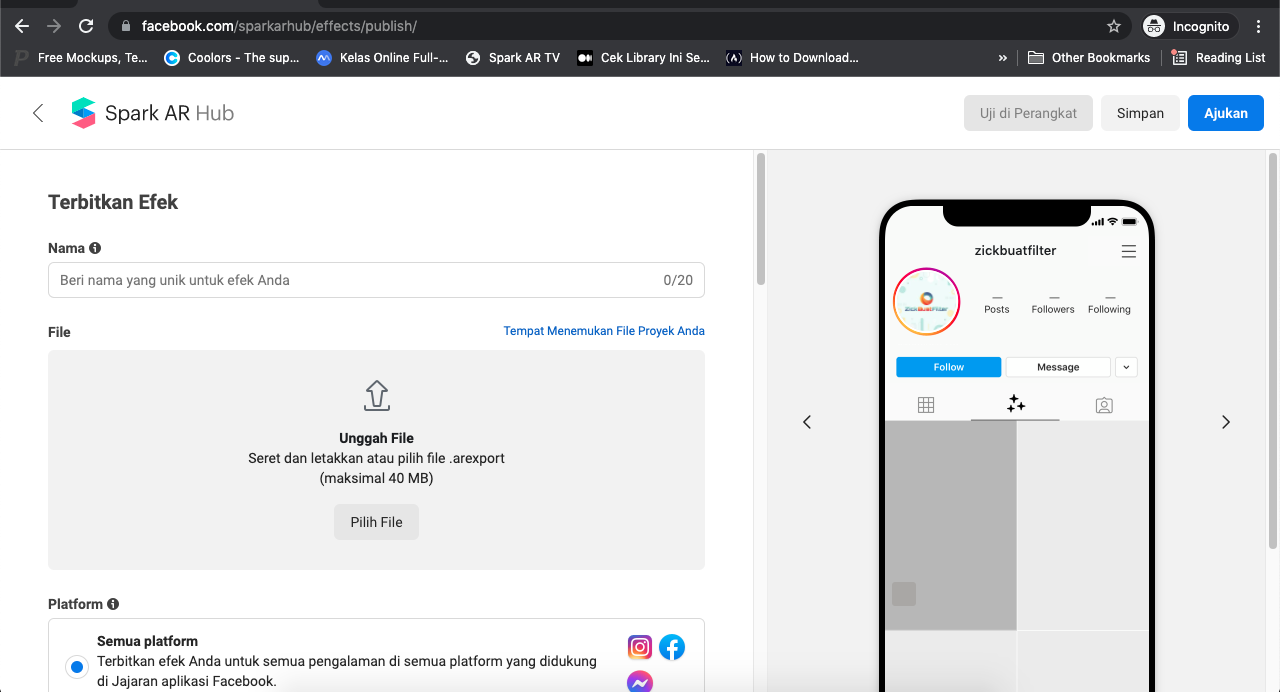 facebook.com/sparkarhub/effects/publish/
Incognito
Free Mockups, Te...
Coolors - The sup...
Kelas Online Full-...
Spark AR TV
Cek Library Ini Se...
How to Download...
»
Other Bookmarks
Reading List
Spark AR Hub
Uji di Perangkat
Simpan
Ajukan
Terbitkan Efek
Nama
Beri nama yang unik untuk efek Anda
0/20
File
Tempat Menemukan File Proyek Anda
Unggah File
Seret dan letakkan atau pilih file .arexport
(maksimal 40 MB)
Pilih File
Platform
Semua platform
Terbitkan efek Anda untuk semua pengalaman di semua platform yang didukung
di Jajaran aplikasi Facebook.
zickbuatfilter
ZickBuatFilter
Posts
Followers
Following
Follow
Message